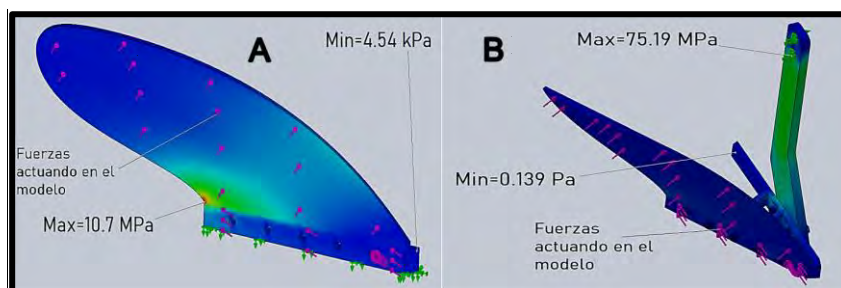 A
Min=4.54 kPa
Fuerzas
actuando en el
modelo
Max=10.7 MPa
B
Max=75.19 MPa
Min=0.139 Pa
Fuerzas
actuando en el
modelo